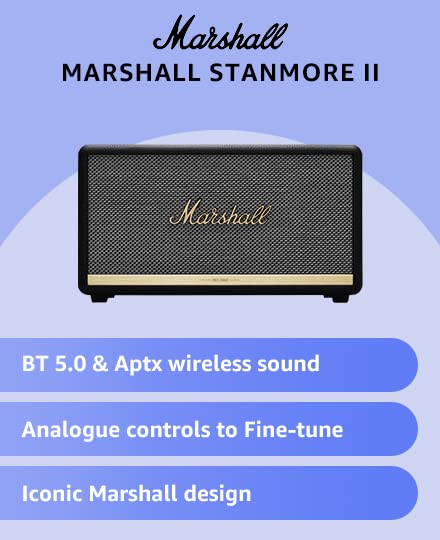 Marshall
MARSHALL STANMORE II
Marshall
BT 5.0 & Aptx wireless sound
Analogue controls to Fine-tune
Iconic Marshall design